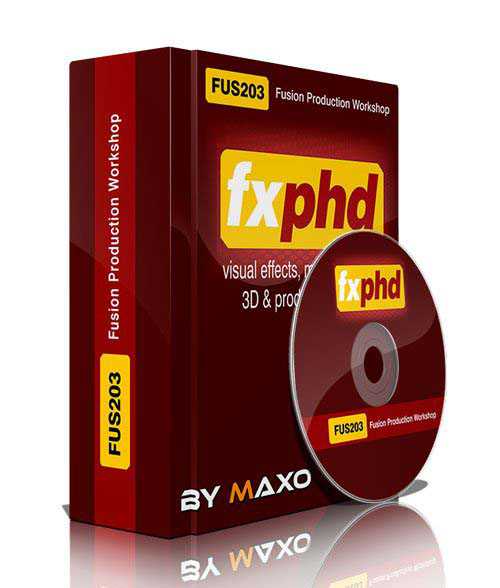 FUS203 Fusion Production Workshop
fxphd
visual effects,
3D &
Fusion Production Workshop
FUS203
fxphd
FUS203 Fusion Production Workshop
BY MAXO